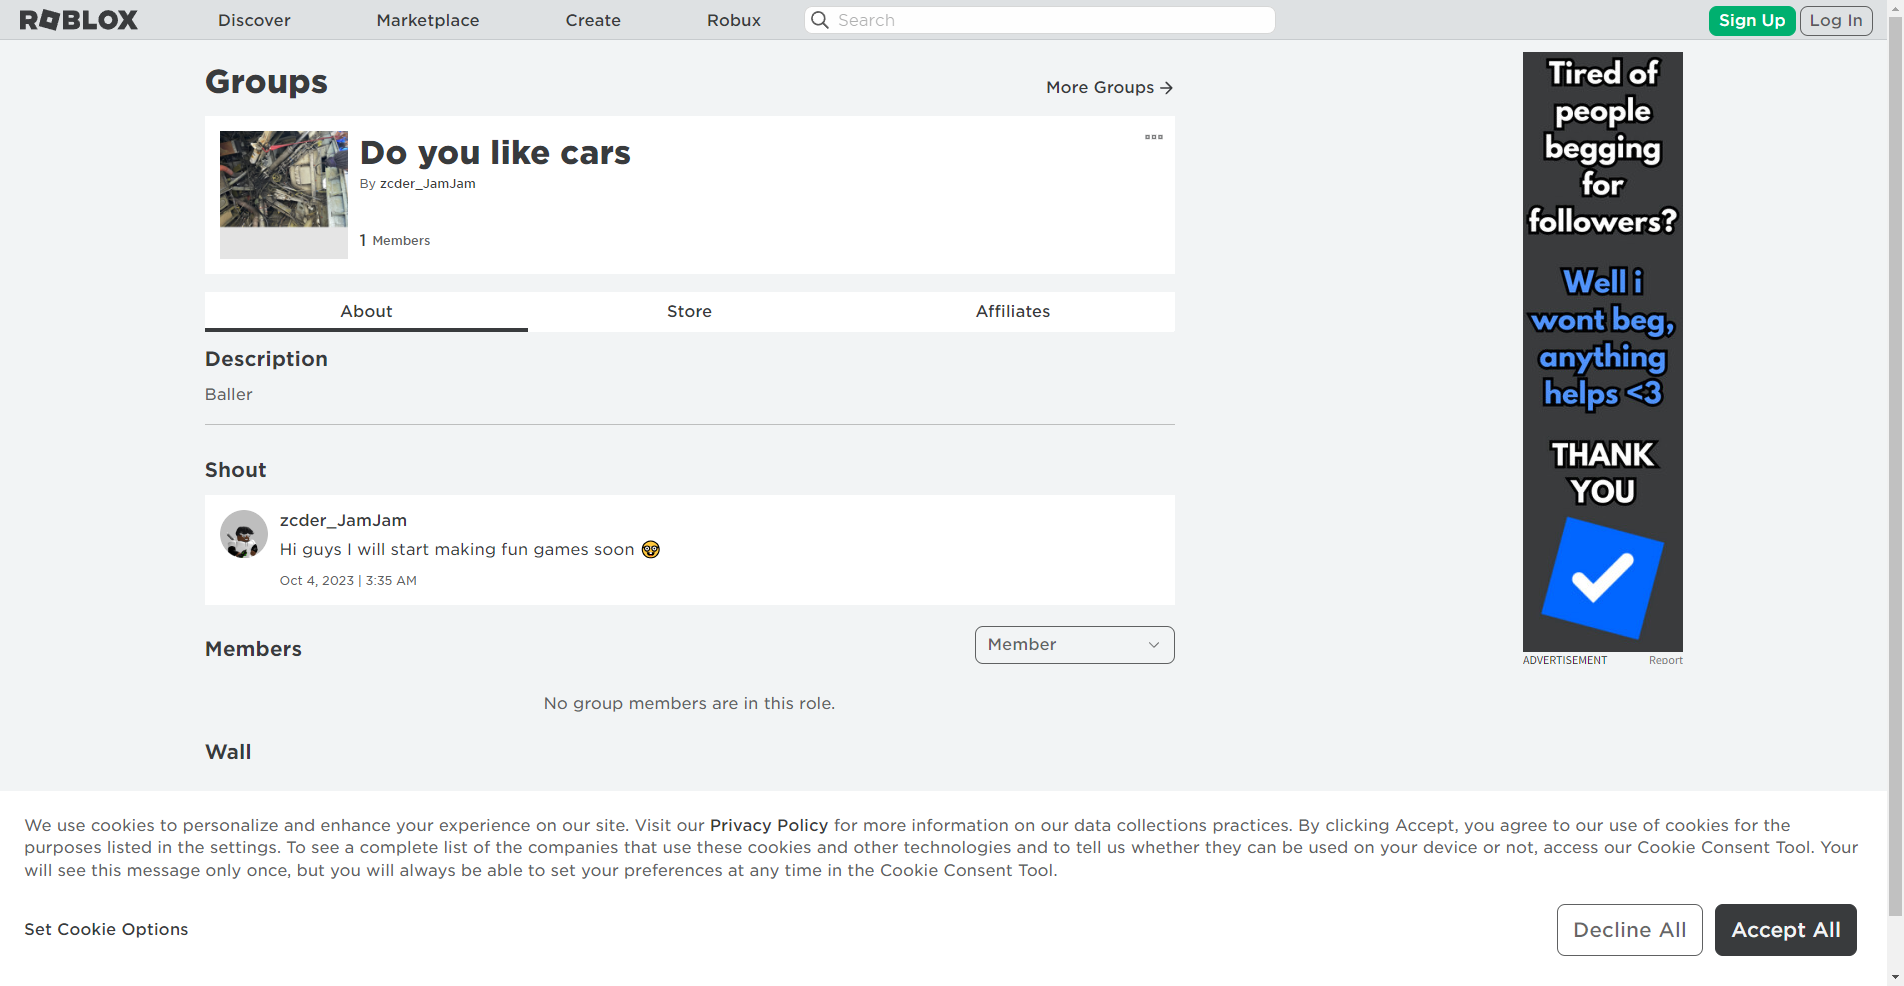 ROBLOX
Discover
Marketplace
Create
Robux
Search
Sign Up
Log In
Groups
More Groups →
Do you like cars
By zcder_JamJam
1 Members
About
Store
Affiliates
Description
Baller
Shout
zcder_JamJam
Hi guys I will start making fun games soon 🤓
Oct 4, 2023 | 3:35 AM
Members
Member
No group members are in this role.
Wall
Tired of
people
begging
for
followers?
Well i
wont beg,
anything
helps <3
THANK
YOU
ADVERTISEMENT
Report
We use cookies to personalize and enhance your experience on our site. Visit our Privacy Policy for more information on our data collections practices. By clicking Accept, you agree to our use of cookies for the
purposes listed in the settings. To see a complete list of the companies that use these cookies and other technologies and to tell us whether they can be used on your device or not, access our Cookie Consent Tool. Your
will see this message only once, but you will always be able to set your preferences at any time in the Cookie Consent Tool.
Set Cookie Options
Decline All
Accept All